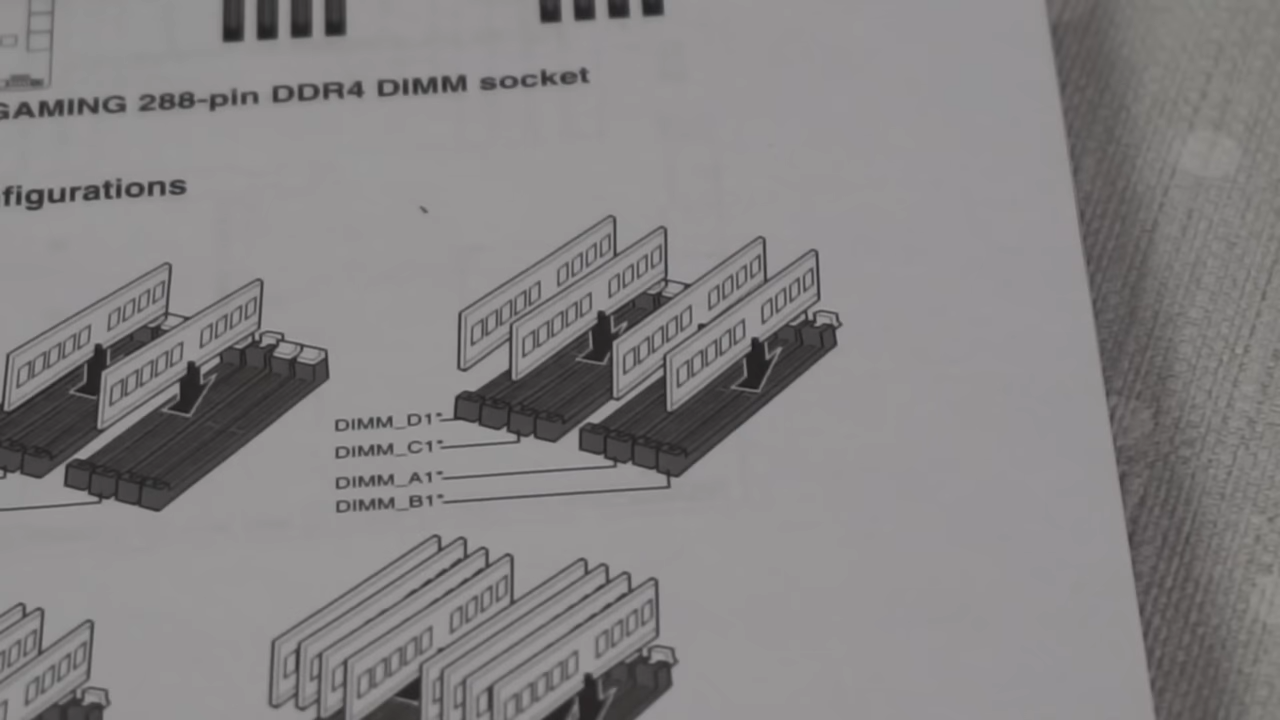 GAMING 288-pin DDR4 DIMM socket
figurations
DIMM_D1*
DIMM_C1*
DIMM_A1*
DIMM_B1*